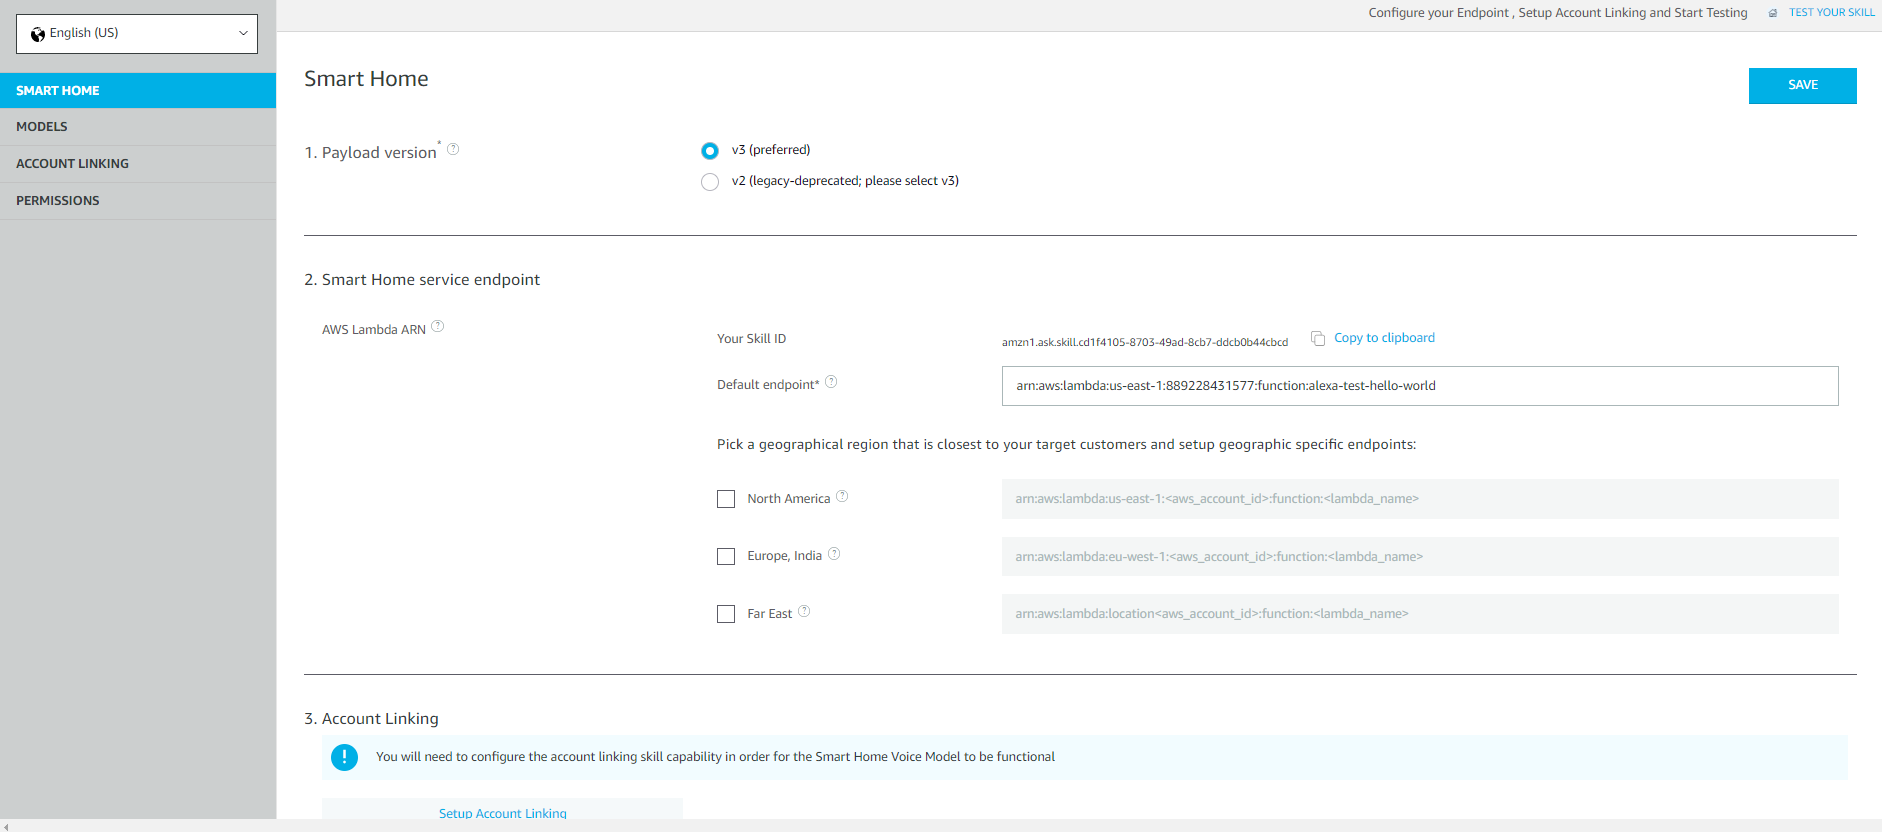 English (US)
Configure your Endpoint , Setup Account Linking and Start Testing
TEST YOUR SKILL
SMART HOME
MODELS
ACCOUNT LINKING
PERMISSIONS
Smart Home
SAVE
1. Payload version*
v3 (preferred)
v2 (legacy-deprecated; please select v3)
2. Smart Home service endpoint
AWS Lambda ARN
Your Skill ID
amzn1.ask.skill.cd1f4105-8703-49ad-8cb7-ddcb0b44cbcd
Copy to clipboard
Default endpoint*
arn:aws:lambda:us-east-1:889228431577:function:alexa-test-hello-world
Pick a geographical region that is closest to your target customers and setup geographic specific endpoints:
North America
arn:aws:lambda:us-east-1:<aws_account_id>:function:<lambda_name>
Europe, India
arn:aws:lambda:eu-west-1:<aws_account_id>:function:<lambda_name>
Far East
arn:aws:lambda:location<aws_account_id>:function:<lambda_name>
3. Account Linking
You will need to configure the account linking skill capability in order for the Smart Home Voice Model to be functional
Setup Account Linking